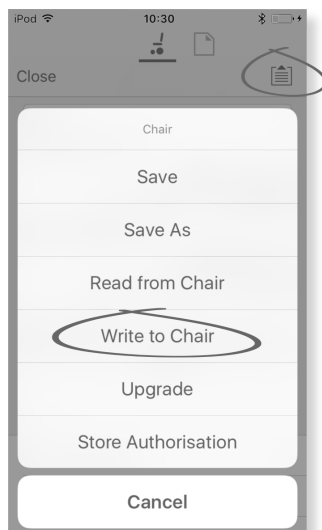 iPod 10:30
Close
Chair
Save
Save As
Read from Chair
Write to Chair
Upgrade
Store Authorisation
Cancel